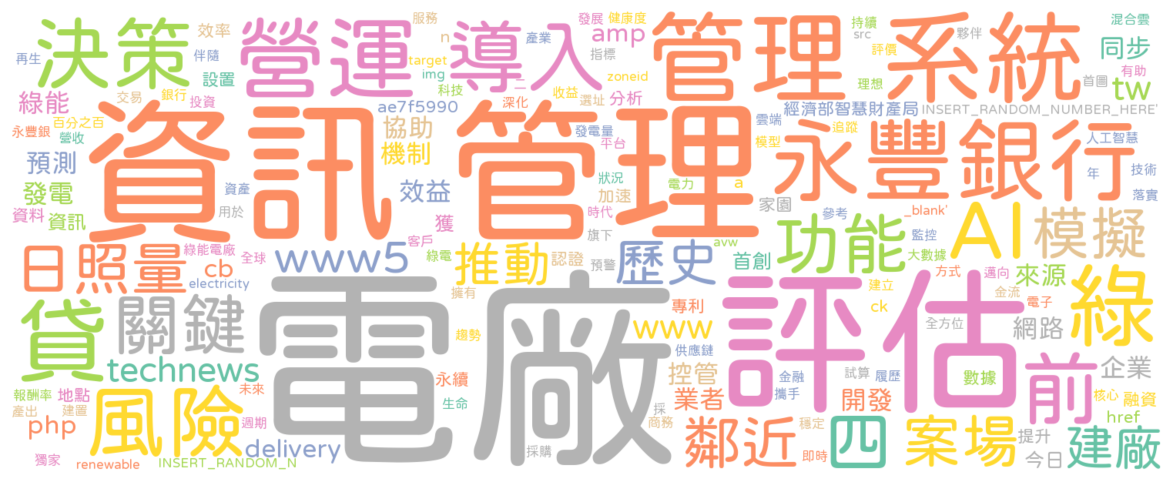 決策
效率
營運
服務
n
導入
發展
健康度
amp
管理
系統
持續
src
夥伴
混合雲
同步
再生
伴隨
設置
target
產業
img
科技
指標
zoneid
評價
理想
首圖
有助
tw
綠能
交易
銀行
投資
ae7f5990
二
深化
收益
選址
分析
經濟部智慧財產局
INSERT_RANDOM_NUMBER_HERE'
永豐銀
百分之百
營收
資訊
管理
協助
機制
發電量
平台
雲端
模型
追蹤
永豐銀行
人工智慧
預測
發電
資產
效益
狀況
加速
電力
a
年
技術
落實
資料
資訊
用於
獲
時代
家園
參考
_blank'
AI
模擬
日照量
綠能電廠
全球
cb
electricity
www5
客戶
綠電
推動
認證
旗下
預警
歷史
avw
首創
功能
監控
大數據
方式
邁向
來源
綠
貸
關鍵
電廠
擁有
趨勢
www
專利
評估
建立
ck
金流
電子
全方位
網路
technews
供應鏈
控管
永續
業者
金融
攜手
試算
履歷
數據
企業
報酬率
地點
未來
產出
建置
風險
週期
生命
採
商務
開發
前
核心
融資
href
php
delivery
鄰近
穩定
四
案場
提升
建廠
獨家
renewable
INSERT_RANDOM_N
採購
即時
今日